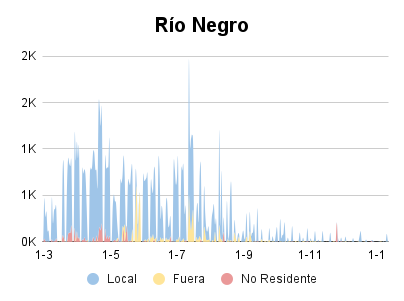 Río Negro
2K
2K
1K
1K
0K
1-3 1-5 1-7 1-9 1-11 1-1
Local Fuera No Residente